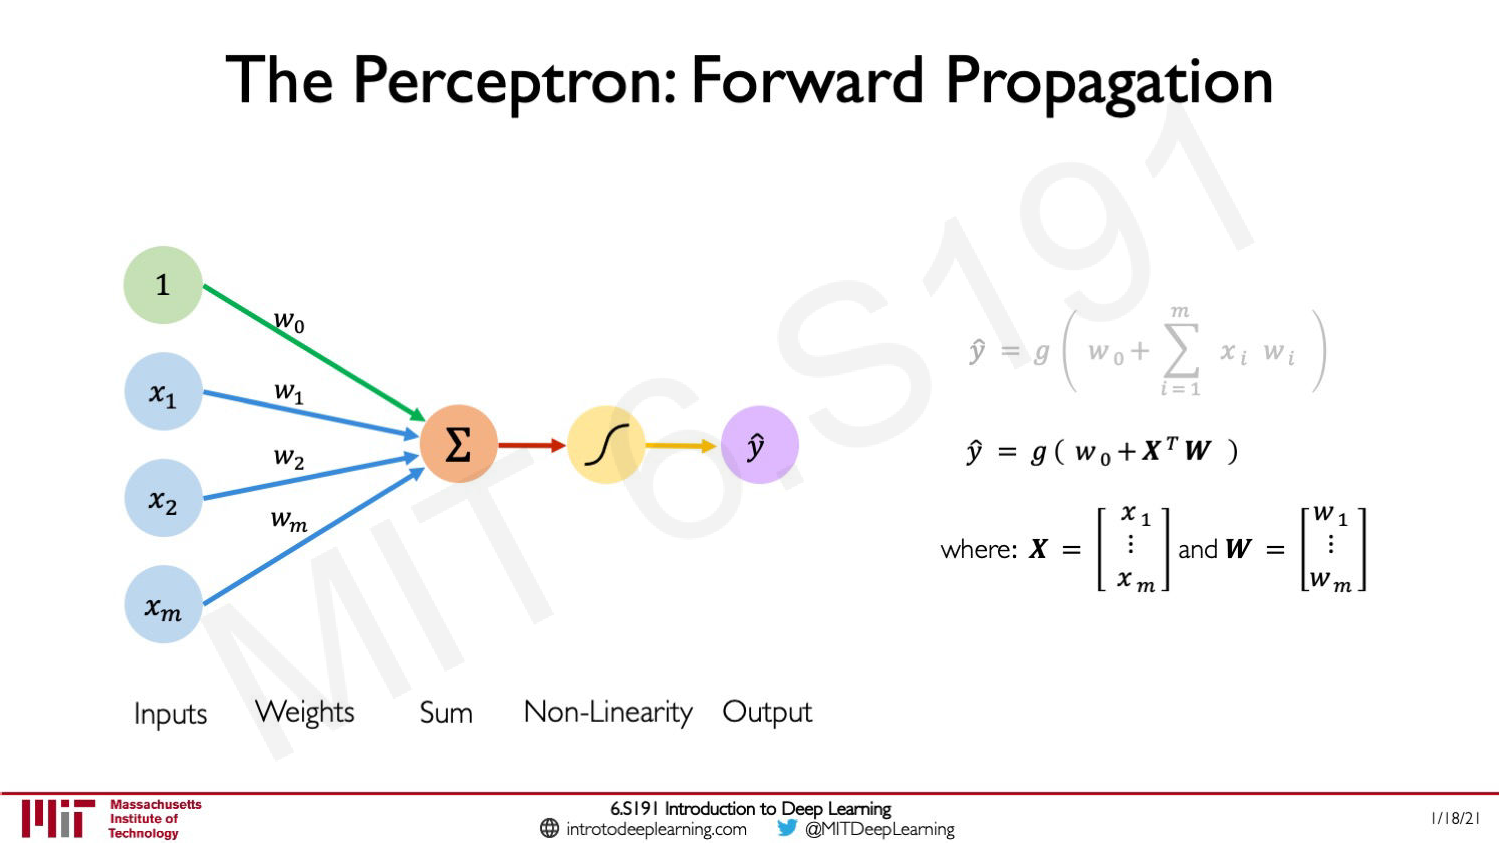 The Perceptron: Forward Propagation
MIT 6.S191
1
x₁
x₂
xₘ
w₀
w₁
w₂
wₘ
Σ
∫
ŷ
Inputs
Weights
Sum
Non-Linearity
Output
ŷ = g ( w₀ + ∑ᵢ₌₁ᵐ xᵢ wᵢ )
ŷ = g ( w₀ + Xᵀ W )
where: X = [ x₁ ⋮ xₘ ] and W = [ w₁ ⋮ wₘ ]
Massachusetts
Institute of
Technology
6.S191 Introduction to Deep Learning
introtodeeplearning.com @MITDeepLearning
1/18/21